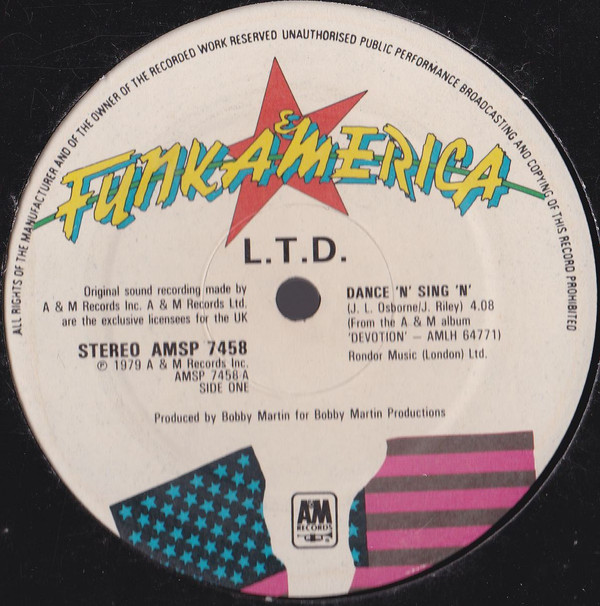 ALL RIGHTS OF THE MANUFACTURER AND OF THE OWNER OF THE RECORDED WORK RESERVED UNAUTHORISED PUBLIC PERFORMANCE BROADCASTING AND COPYING OF THIS RECORD PROHIBITED
FUNKAMERICA
L.T.D.
Original sound recording made by
A & M Records Inc. A & M Records Ltd.
are the exclusive licensees for the UK
STEREO AMSP 7458
℗ 1979 A & M Records Inc.
AMSP 7458-A
SIDE ONE
DANCE 'N' SING 'N'
(J. L. Osborne/J. Riley) 4.08
(From the A & M album
'DEVOTION' – AMLH 64771)
Rondor Music (London) Ltd.
Produced by Bobby Martin for Bobby Martin Productions
A&M
RECORDS